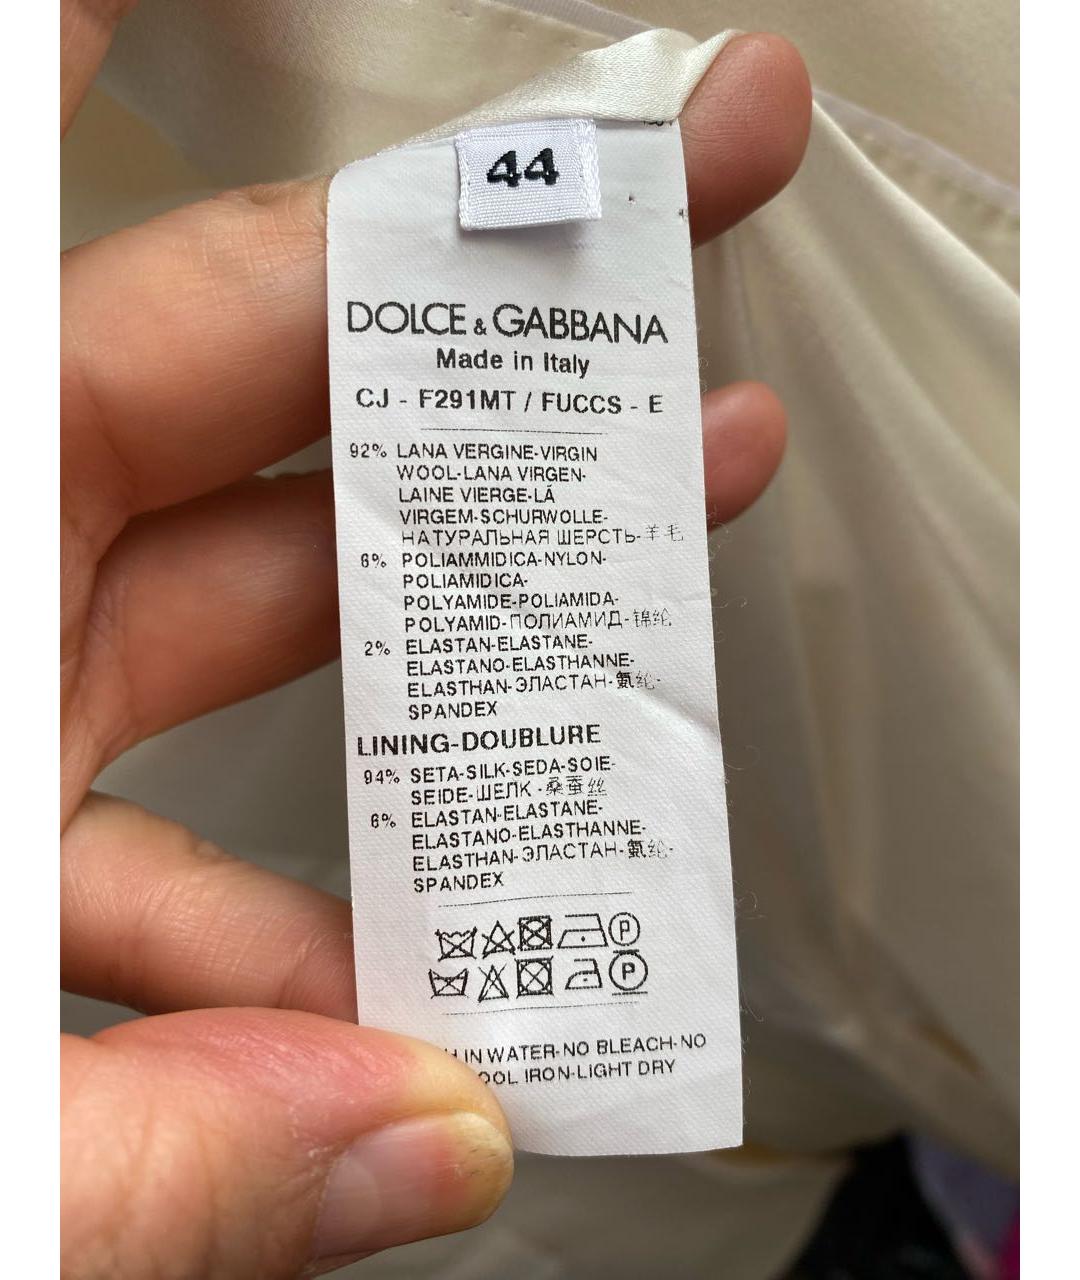 44
DOLCE & GABBANA
Made in Italy
CJ - F291MT / FUCCS - E
92% LANA VERGINE-VIRGIN
WOOL-LANA VIRGEN-
LAINE VIERGE-LÃ
VIRGEM-SCHURWOLLE-
НАТУРАЛЬНАЯ ШЕРСТЬ-羊毛
6% POLIAMMIDICA-NYLON-
POLIAMIDICA-
POLYAMIDE-POLIAMIDA-
POLYAMID-ПОЛИАМИД-锦纶
2% ELASTAN-ELASTANE-
ELASTANO-ELASTHANNE-
ELASTHAN-ЭЛАСТАН-氨纶-
SPANDEX
LINING-DOUBLURE
94% SETA-SILK-SEDA-SOIE-
SEIDE-ШЕЛК -桑蚕丝
6% ELASTAN-ELASTANE-
ELASTANO-ELASTHANNE-
ELASTHAN-ЭЛАСТАН-氨纶-
SPANDEX
P
P
IN WATER-NO BLEACH-NO
IRON-LIGHT DRY